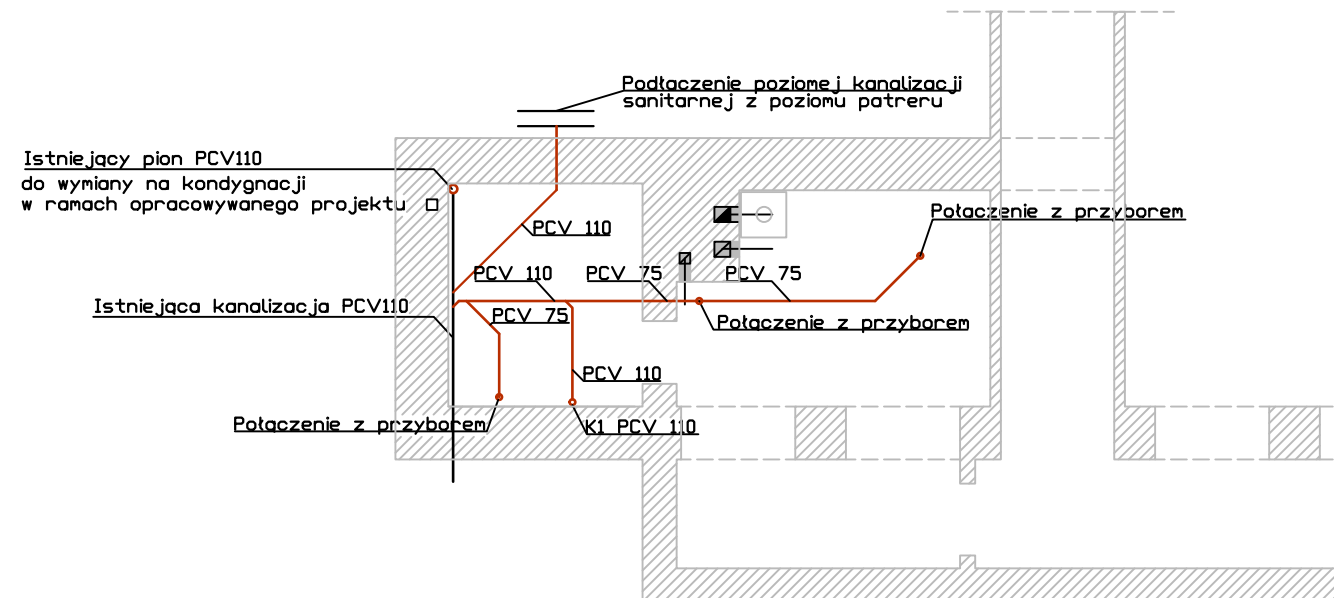 Podłaczenie poziomej kanalizacji
sanitarnej z poziomu patreru
Istniejący pion PCV110
do wymiany na kondygnacji
w ramach opracowywanego projektu
Połaczenie z przyborem
PCV 110
PCV 110
PCV 75
PCV 75
Istniejąca kanalizacja PCV110
PCV 75
Połączenie z przyborem
PCV 110
Połączenie z przyborem
K1 PCV 110